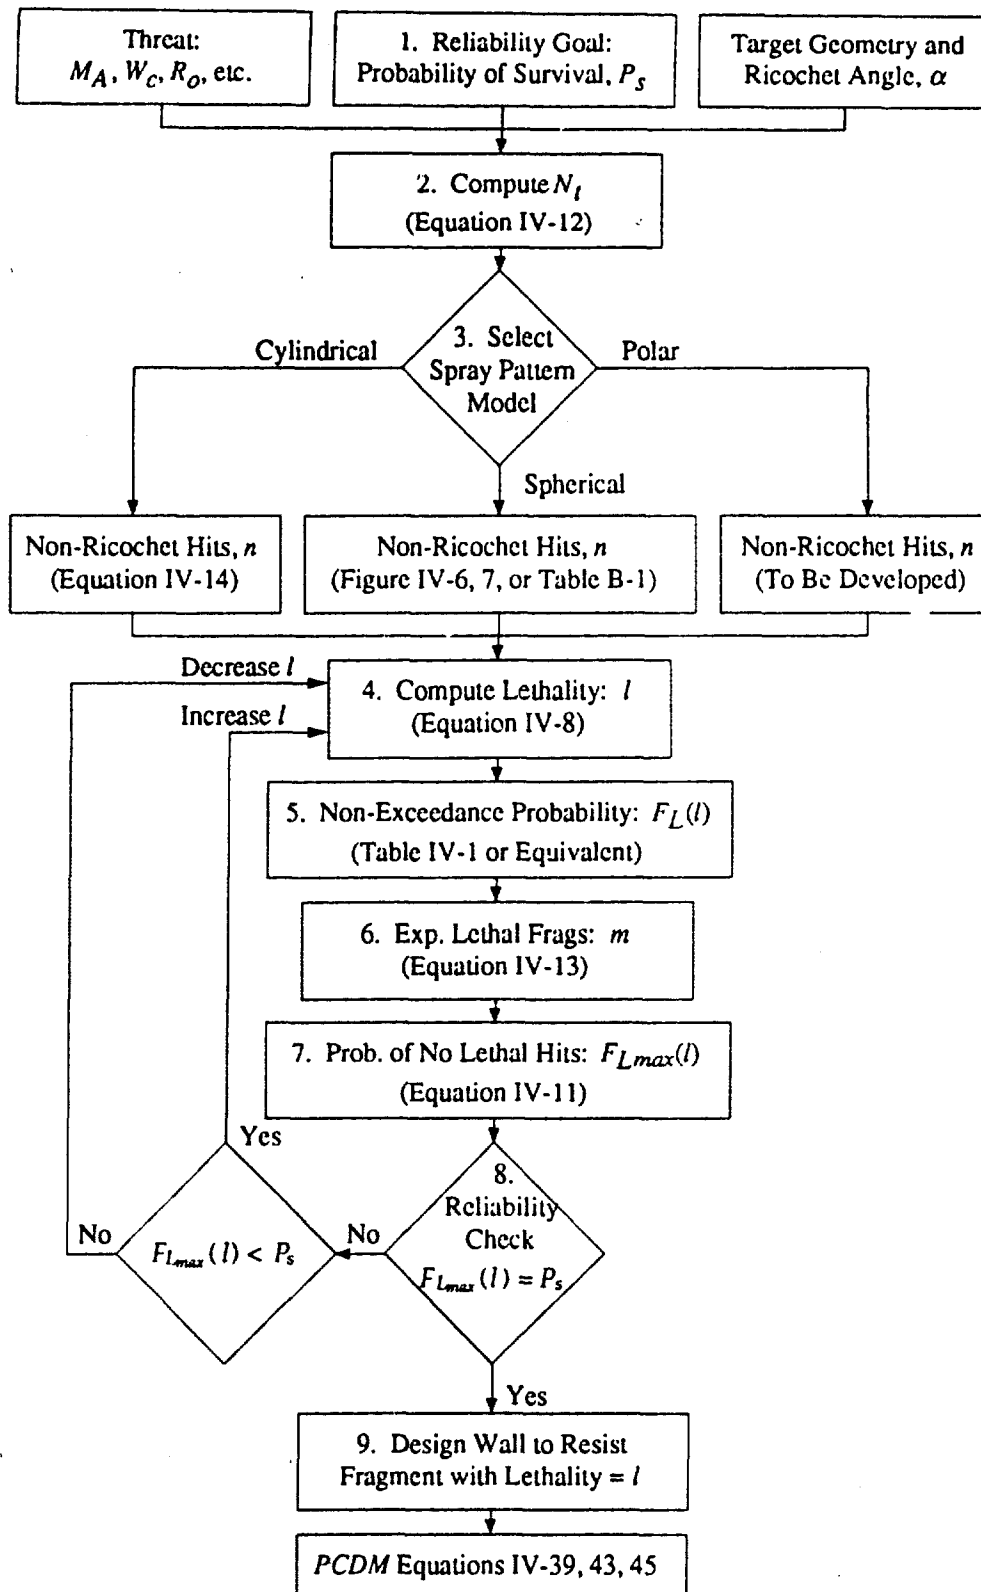 Threat:
M_A, W_c, R_o, etc.
1. Reliability Goal:
Probability of Survival, P_s
Target Geometry and
Ricochet Angle, α
2. Compute N_t
(Equation IV-12)
3. Select
Spray Pattern
Model
Cylindrical
Polar
Spherical
Non-Ricochet Hits, n
(Equation IV-14)
Non-Ricochet Hits, n
(Figure IV-6, 7, or Table B-1)
Non-Ricochet Hits, n
(To Be Developed)
Decrease l
Increase l
4. Compute Lethality: l
(Equation IV-8)
5. Non-Exceedance Probability: F_L(l)
(Table IV-1 or Equivalent)
6. Exp. Lethal Frags: m
(Equation IV-13)
7. Prob. of No Lethal Hits: F_Lmax(l)
(Equation IV-11)
8.
Reliability
Check
F_Lmax(l) = P_s
No
F_Lmax(l) < P_s
Yes
No
Yes
9. Design Wall to Resist
Fragment with Lethality = l
PCDM Equations IV-39, 43, 45